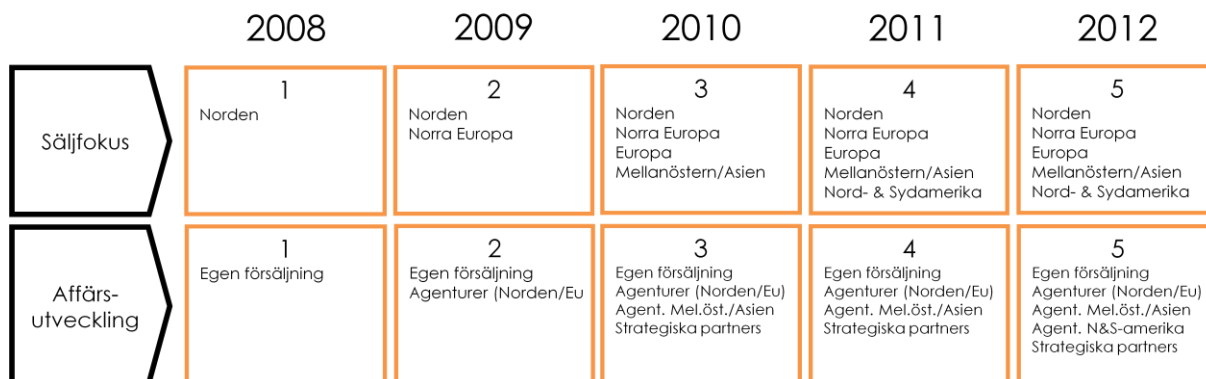 2008 2009 2010 2011 2012
Säljfokus
1
Norden
2
Norden
Norra Europa
3
Norden
Norra Europa
Europa
Mellanöstern/Asien
4
Norden
Norra Europa
Europa
Mellanöstern/Asien
Nord- & Sydamerika
5
Norden
Norra Europa
Europa
Mellanöstern/Asien
Nord- & Sydamerika
Affärs-
utveckling
1
Egen försäljning
2
Egen försäljning
Agenturer (Norden/Eu
3
Egen försäljning
Agenturer (Norden/Eu)
Agent. Mel.öst./Asien
Strategiska partners
4
Egen försäljning
Agenturer (Norden/Eu)
Agent. Mel.öst./Asien
Strategiska partners
5
Egen försäljning
Agenturer (Norden/Eu)
Agent. Mel.öst./Asien
Agent. N&S-amerika
Strategiska partners